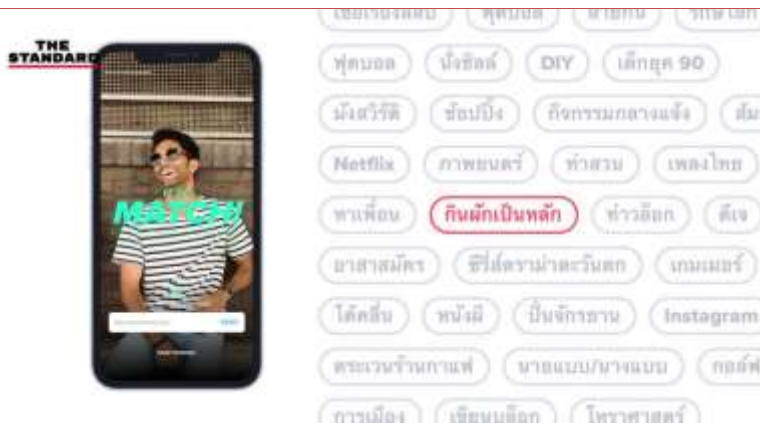 THE
STANDARD
IT'S A
MATCH!
ฟุตบอล
นั่งชิลล์
DIY
เด็กยุค 90
มังสวิรัติ
ช้อปปิ้ง
กิจกรรมกลางแจ้ง
Netflix
ภาพยนตร์
ทำสวน
เพลงไทย
หาเพื่อน
กินผักเป็นหลัก
ท่าวล็อก
ดีเจ
อาสาสมัคร
ซีรีส์ดราม่าตะวันตก
เกมเมอร์
โต้คลื่น
หนังผี
ปั่นจักรยาน
Instagram
ตระเวนร้านกาแฟ
นายแบบ/นางแบบ
การเมือง
เขียนบล็อก
โหราศาสตร์